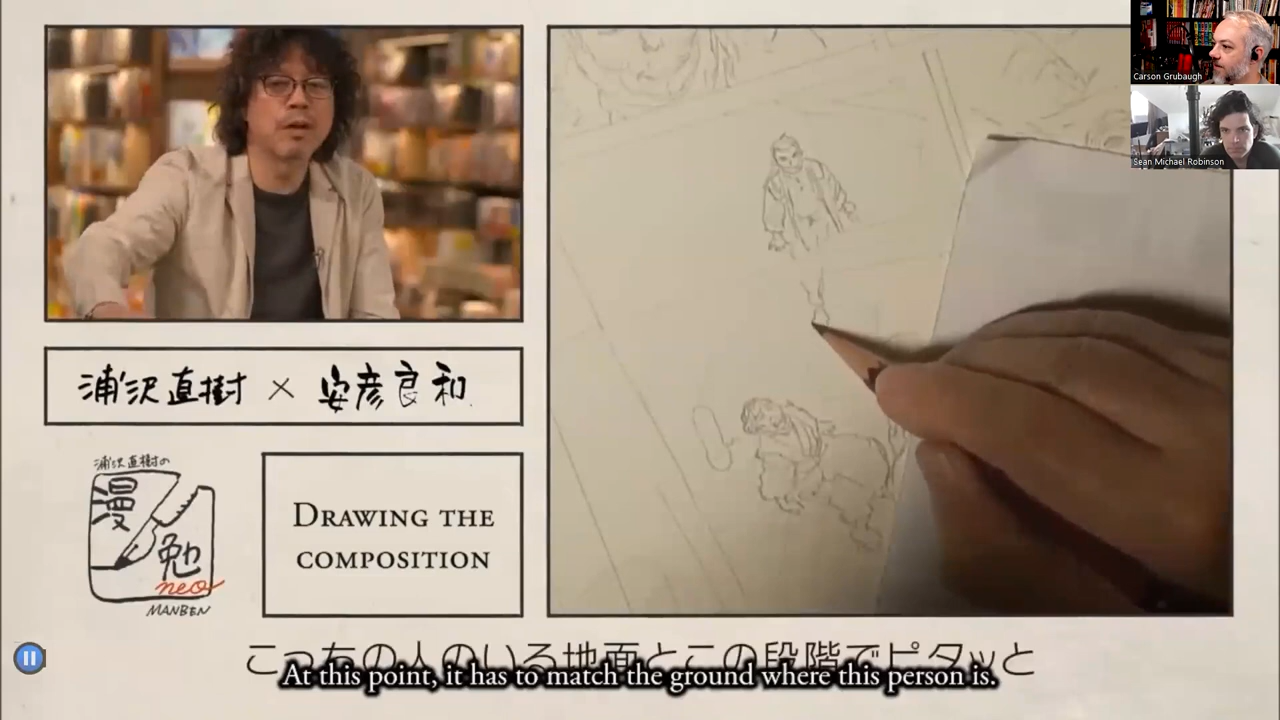 Carson Grubaugh
Sean Michael Robinson
浦沢直樹 × 安彦良和
浦沢直樹の
漫
勉
neo
MANBEN
DRAWING THE
COMPOSITION
こっちの人のいる地面とこの段階でピタッと
At this point, it has to match the ground where this person is.